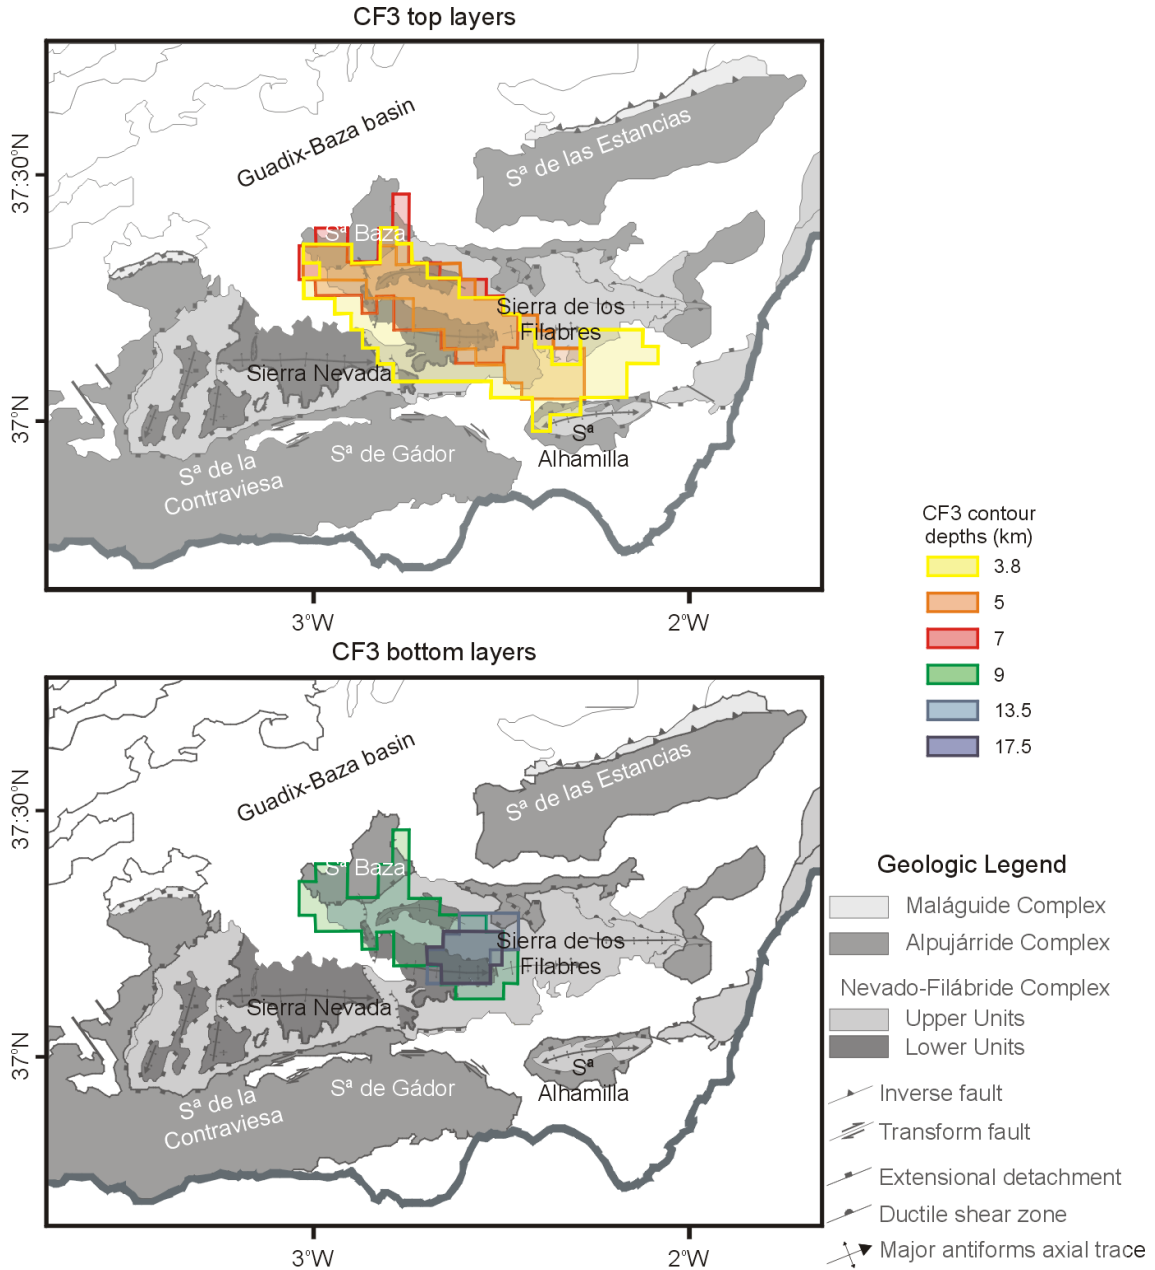 CF3 top layers
Guadix-Baza basin
Sª de las Estancias
37°30'N
Sª Baza
Sierra de los
Filabres
Sierra Nevada
37°N
Sª
Alhamilla
Sª de Gádor
Sª de la
Contraviesa
3°W
2°W
CF3 contour
depths (km)
3.8
5
7
9
13.5
17.5
CF3 bottom layers
Guadix-Baza basin
Sª de las Estancias
37°30'N
Sª Baza
Sierra de los
Filabres
Sierra Nevada
37°N
Sª
Alhamilla
Sª de Gádor
Sª de la
Contraviesa
3°W
2°W
Geologic Legend
Maláguide Complex
Alpujárride Complex
Nevado-Filábride Complex
Upper Units
Lower Units
Inverse fault
Transform fault
Extensional detachment
Ductile shear zone
Major antiforms axial trace